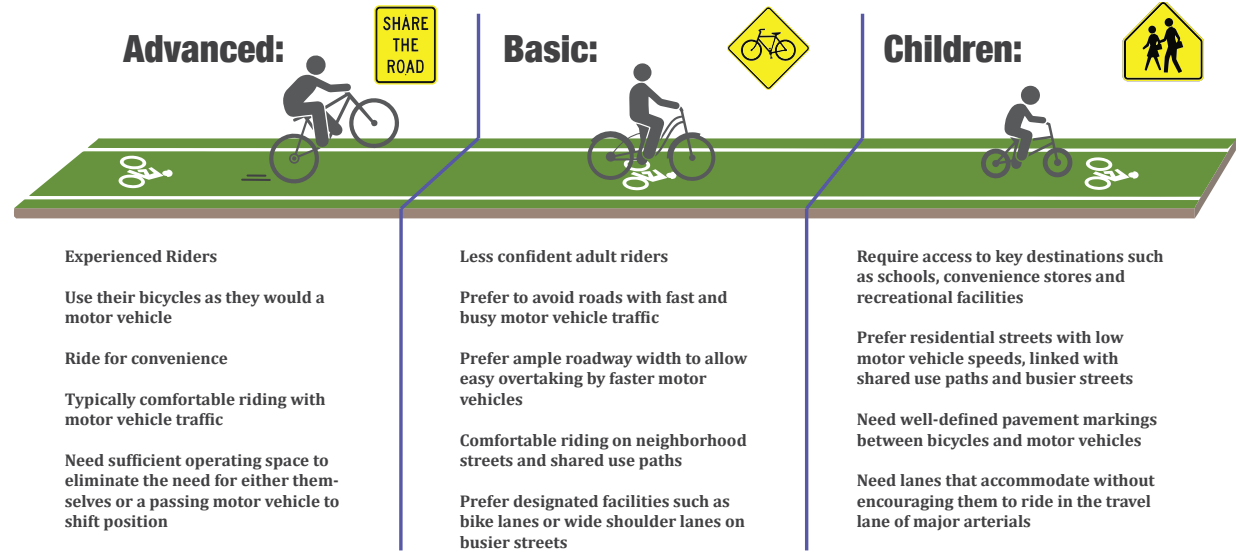 Advanced:
SHARE
THE
ROAD
Experienced Riders
Use their bicycles as they would a
motor vehicle
Ride for convenience
Typically comfortable riding with
motor vehicle traffic
Need sufficient operating space to
eliminate the need for either them-
selves or a passing motor vehicle to
shift position
Basic:
Less confident adult riders
Prefer to avoid roads with fast and
busy motor vehicle traffic
Prefer ample roadway width to allow
easy overtaking by faster motor
vehicles
Comfortable riding on neighborhood
streets and shared use paths
Prefer designated facilities such as
bike lanes or wide shoulder lanes on
busier streets
Children:
Require access to key destinations such
as schools, convenience stores and
recreational facilities
Prefer residential streets with low
motor vehicle speeds, linked with
shared use paths and busier streets
Need well-defined pavement markings
between bicycles and motor vehicles
Need lanes that accommodate without
encouraging them to ride in the travel
lane of major arterials